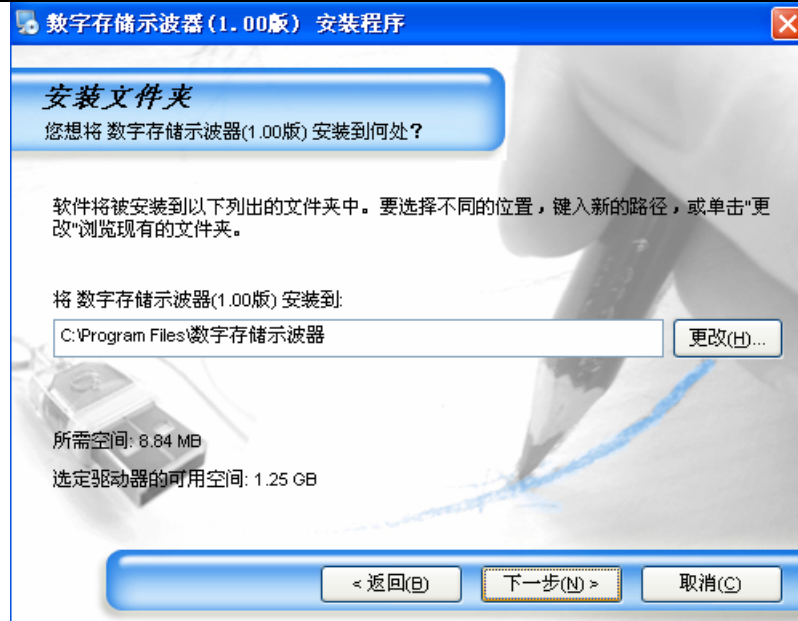 数字存储示波器(1.00版) 安装程序
安装文件夹
您想将 数字存储示波器(1.00版) 安装到何处?
软件将被安装到以下列出的文件夹中。要选择不同的位置，键入新的路径，或单击"更
改"浏览现有的文件夹。
将 数字存储示波器(1.00版) 安装到:
C:\Program Files\数字存储示波器
更改(H)...
所需空间: 8.84 MB
选定驱动器的可用空间: 1.25 GB
< 返回(B)
下一步(N) >
取消(C)